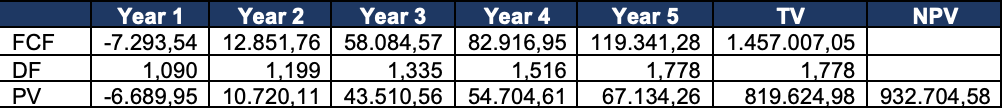 Year 1 Year 2 Year 3 Year 4 Year 5 TV NPV
FCF -7.293,54 12.851,76 58.084,57 82.916,95 119.341,28 1.457.007,05
DF 1,090 1,199 1,335 1,516 1,778 1,778
PV -6.689,95 10.720,11 43.510,56 54.704,61 67.134,26 819.624,98 932.704,58